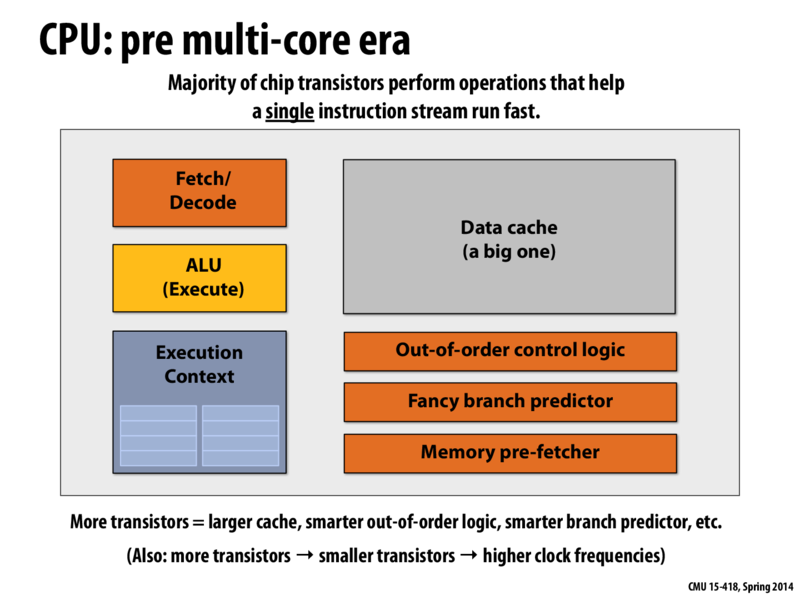 CPU: pre multi-core era
Majority of chip transistors perform operations that help
a single instruction stream run fast.
Fetch/
Decode
ALU
(Execute)
Execution
Context
Data cache
(a big one)
Out-of-order control logic
Fancy branch predictor
Memory pre-fetcher
More transistors = larger cache, smarter out-of-order logic, smarter branch predictor, etc.
(Also: more transistors → smaller transistors → higher clock frequencies)
CMU 15-418, Spring 2014